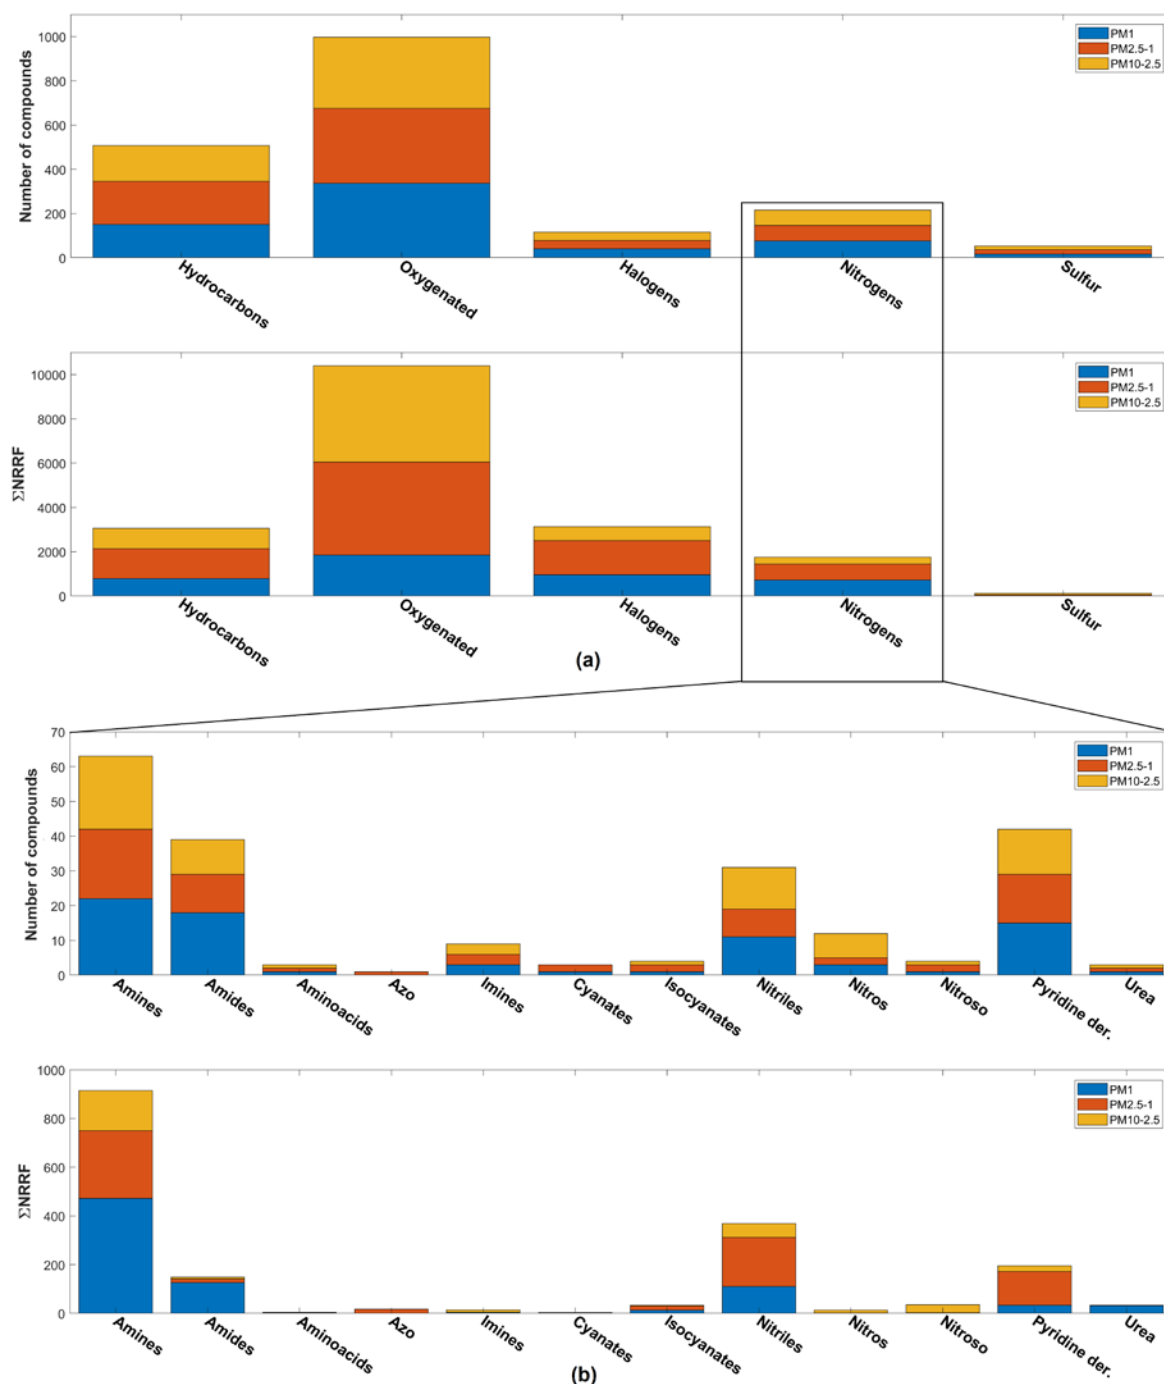 1000
800
600
400
200
0
Number of compounds
PM1
PM2.5-1
PM10-2.5
Hydrocarbons
Oxygenated
Halogens
Nitrogens
Sulfur
10000
8000
6000
4000
2000
0
ΣNRRF
PM1
PM2.5-1
PM10-2.5
Hydrocarbons
Oxygenated
Halogens
Nitrogens
Sulfur
(a)
70
60
50
40
30
20
10
0
Number of compounds
PM1
PM2.5-1
PM10-2.5
Amines
Amides
Aminoacids
Azo
Imines
Cyanates
Isocyanates
Nitriles
Nitros
Nitroso
Pyridine der.
Urea
1000
800
600
400
200
0
ΣNRRF
PM1
PM2.5-1
PM10-2.5
Amines
Amides
Aminoacids
Azo
Imines
Cyanates
Isocyanates
Nitriles
Nitros
Nitroso
Pyridine der.
Urea
(b)